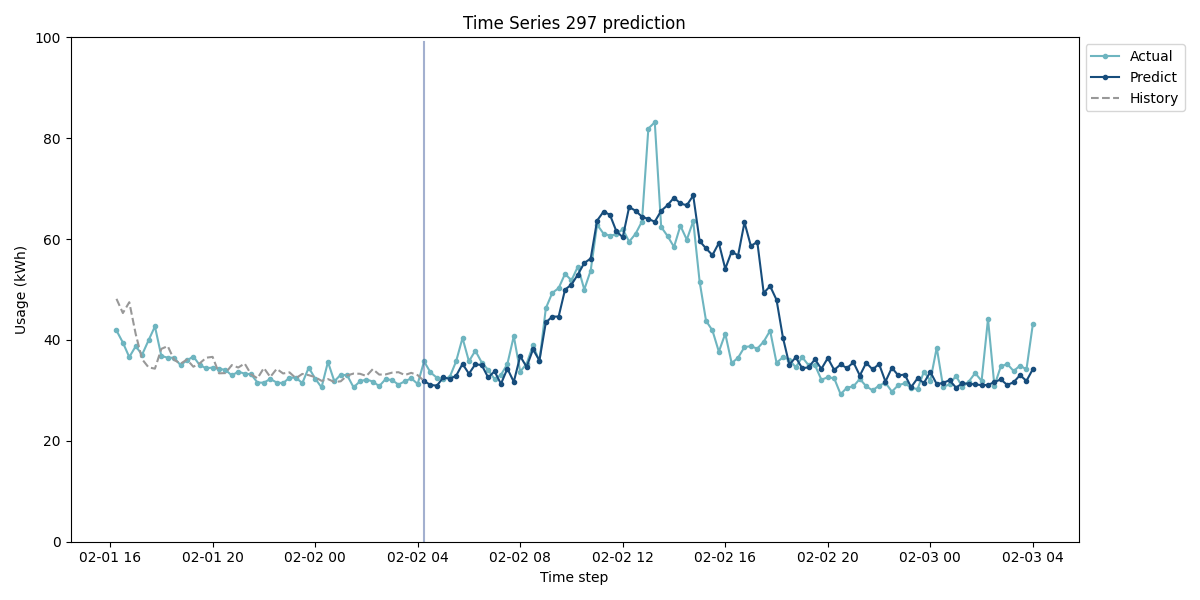 Time Series 297 prediction
100
80
60
40
20
0
Usage (kWh)
02-01 16
02-01 20
02-02 00
02-02 04
02-02 08
02-02 12
02-02 16
02-02 20
02-03 00
02-03 04
Time step
Actual
Predict
History